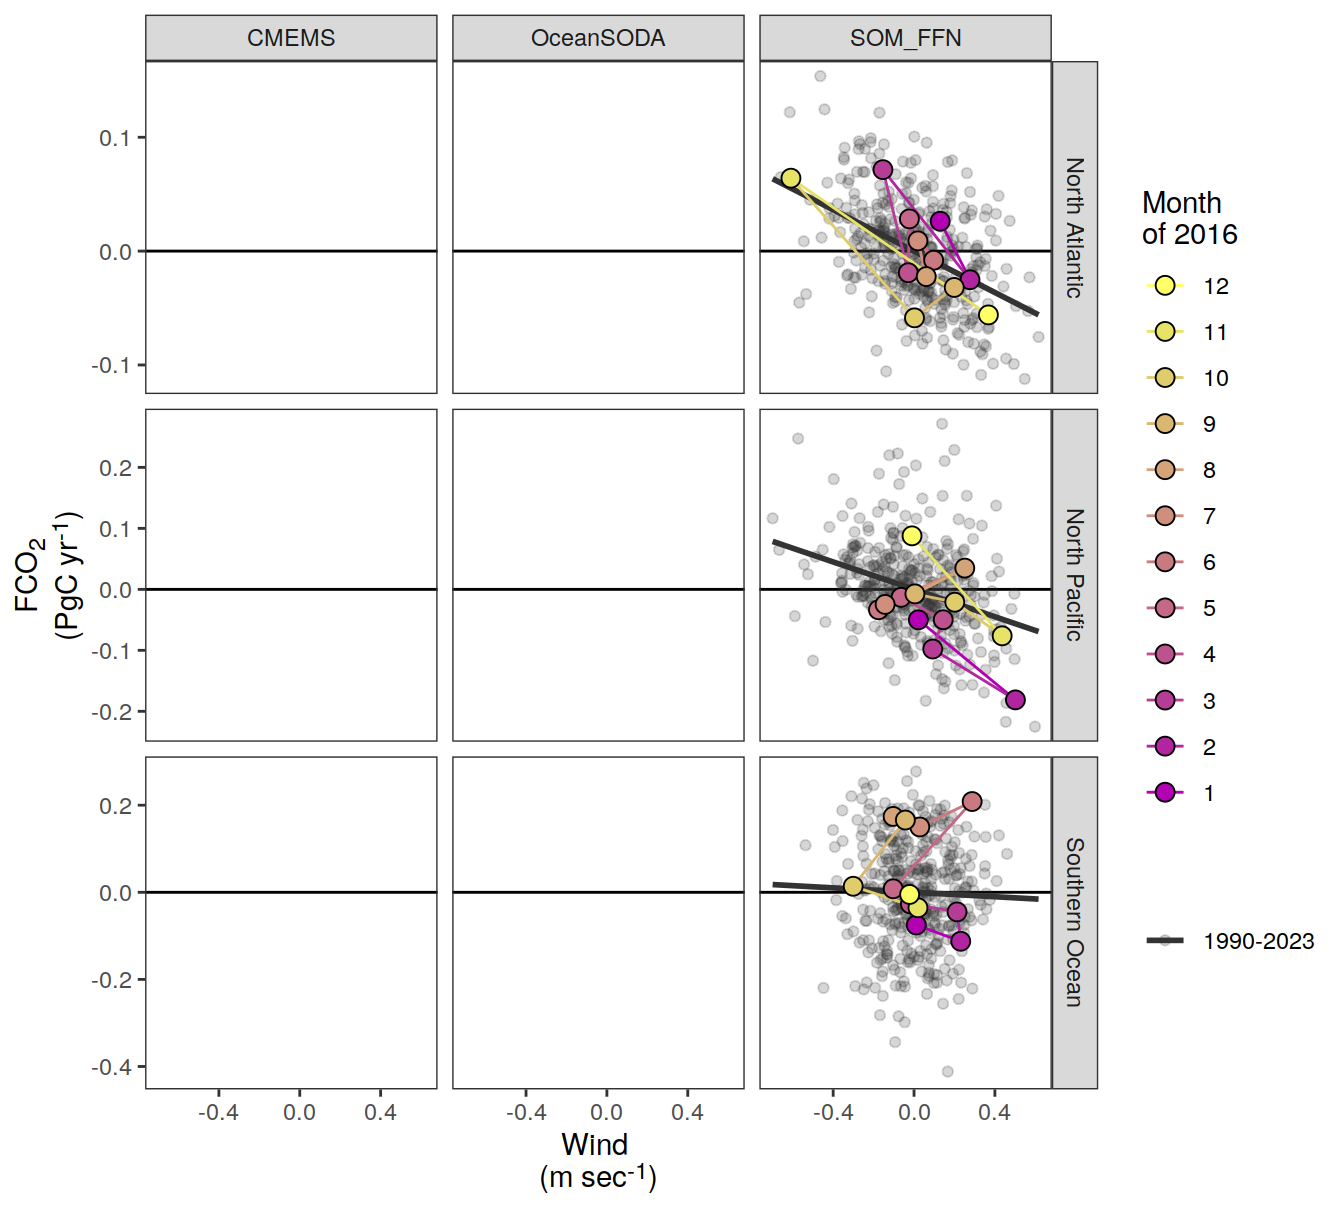 CMEMS
OceanSODA
SOM_FFN
0.1
0.0
-0.1
North Atlantic
0.2
0.1
0.0
-0.1
-0.2
North Pacific
0.2
0.0
-0.2
-0.4
Southern Ocean
-0.4
0.0
0.4
-0.4
0.0
0.4
-0.4
0.0
0.4
Wind
(m sec⁻¹)
FCO₂
(PgC yr⁻¹)
Month
of 2016
12
11
10
9
8
7
6
5
4
3
2
1
1990-2023